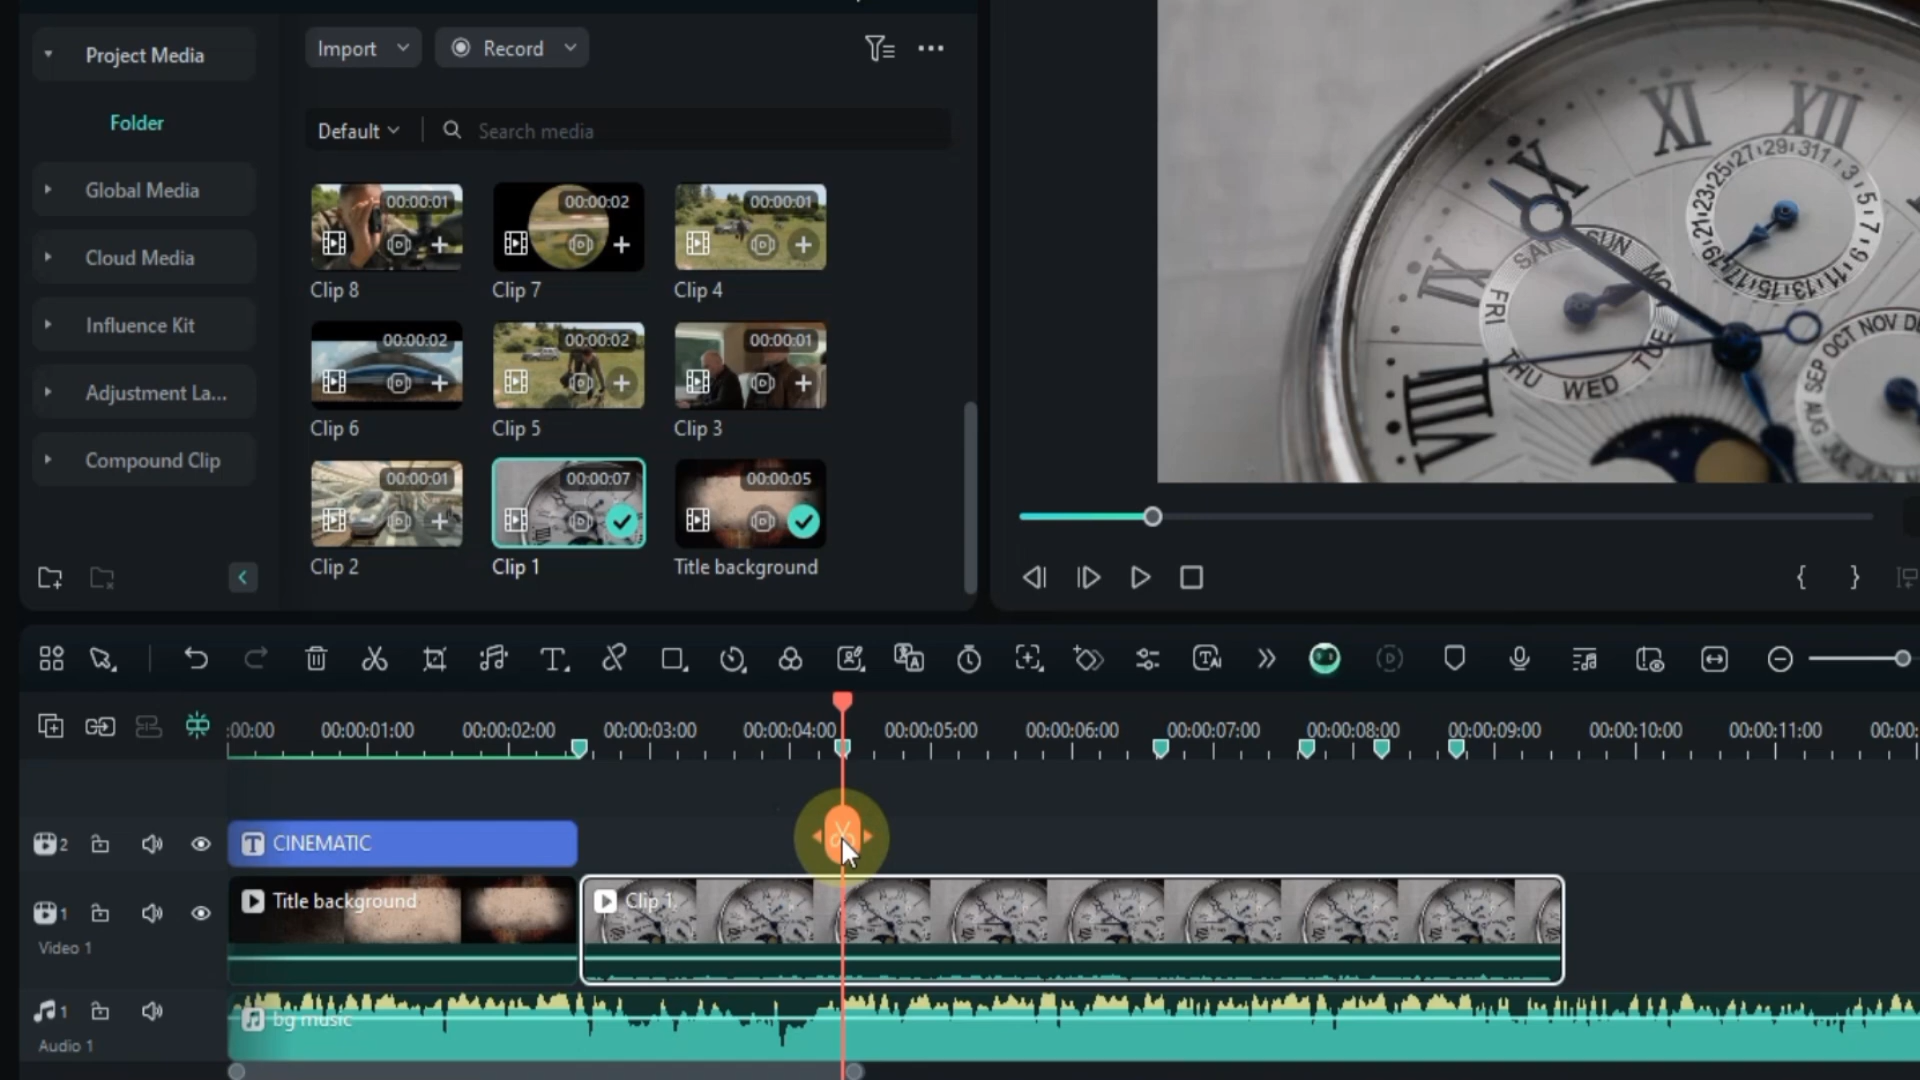 Project Media
Folder
Global Media
Cloud Media
Influence Kit
Adjustment La...
Compound Clip
Import
Record
Default
Search media
00:00:01
00:00:02
00:00:01
Clip 8
Clip 7
Clip 4
00:00:02
00:00:02
00:00:01
Clip 6
Clip 5
Clip 3
00:00:01
00:00:07
00:00:05
Clip 2
Clip 1
Title background
X
XI
XII
IX
VIII
SAT SUN MON TUE WED THU FRI
SEP OCT NOV
AUG
:00:00
00:00:01:00
00:00:02:00
00:00:03:00
00:00:04:00
00:00:05:00
00:00:06:00
00:00:07:00
00:00:08:00
00:00:09:00
00:00:10:00
00:00:11:00
00:00:
2
CINEMATIC
1
Video 1
Title background
Clip 1
1
Audio 1
bg music